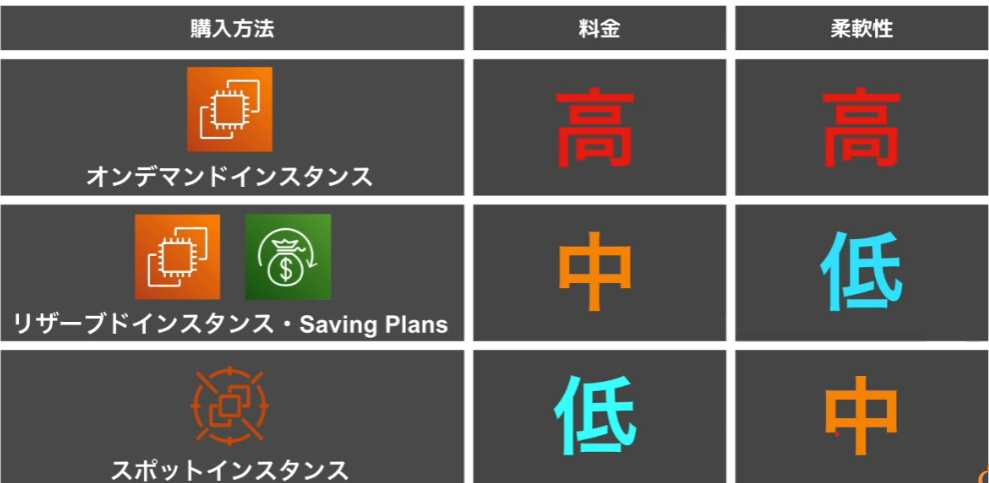 購入方法 料金 柔軟性
オンデマンドインスタンス 高 高
リザーブドインスタンス・Saving Plans 中 低
スポットインスタンス 低 中